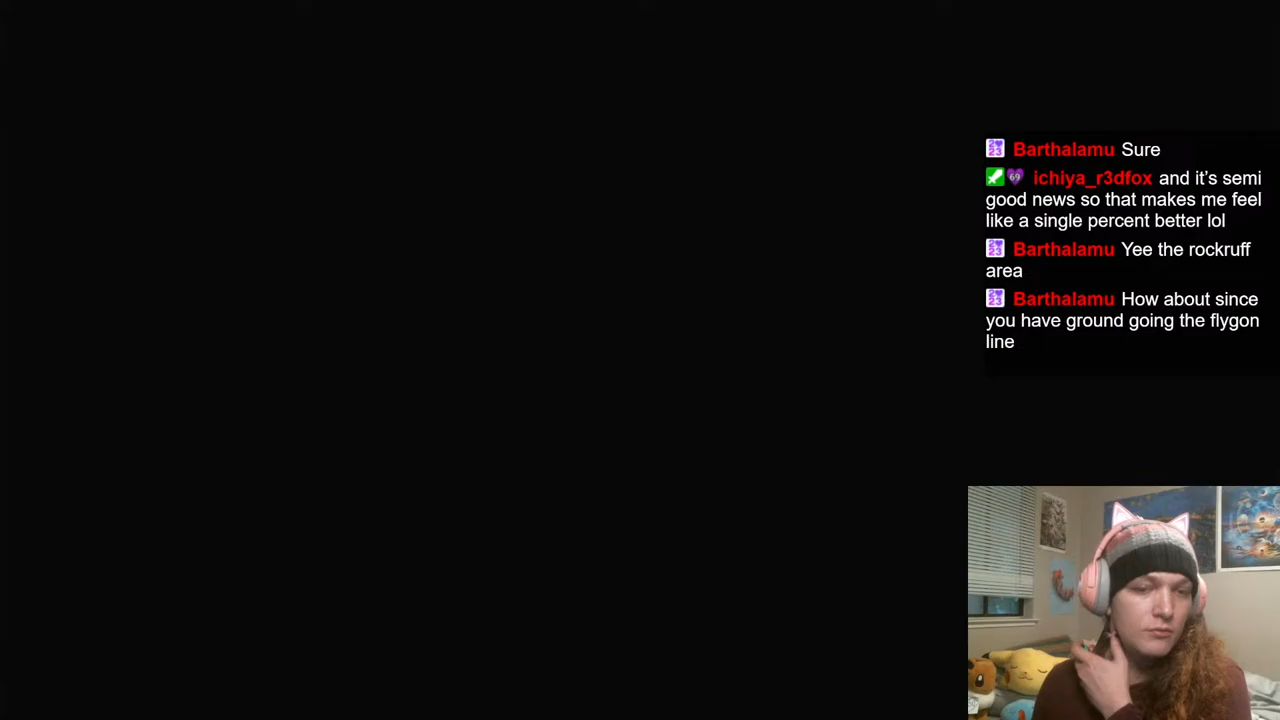 Barthalamu Sure
ichiya_r3dfox and it's semi
good news so that makes me feel
like a single percent better lol
Barthalamu Yee the rockruff
area
Barthalamu How about since
you have ground going the flygon
line